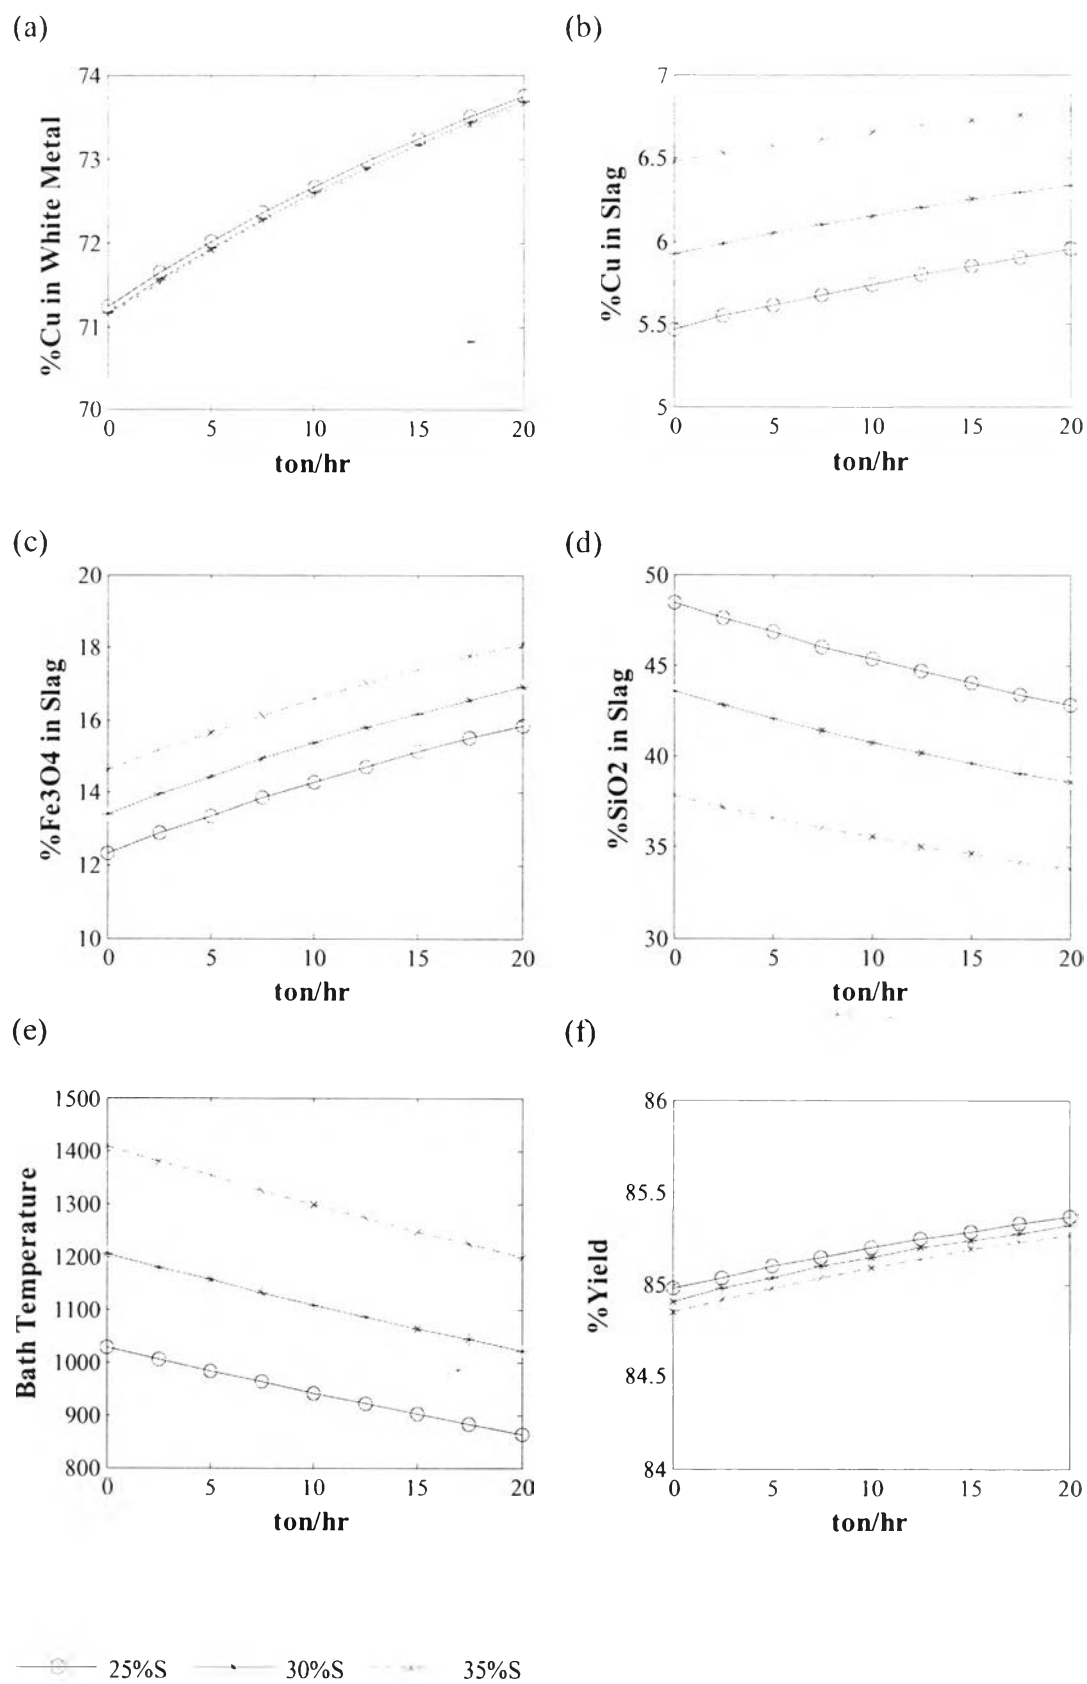 (a)
%Cu in White Metal
74
73
72
71
70
0 5 10 15 20
ton/hr
(b)
%Cu in Slag
7
6.5
6
5.5
5
0 5 10 15 20
ton/hr
(c)
%Fe3O4 in Slag
20
18
16
14
12
10
0 5 10 15 20
ton/hr
(d)
%SiO2 in Slag
50
45
40
35
30
0 5 10 15 20
ton/hr
(e)
Bath Temperature
1500
1400
1300
1200
1100
1000
900
800
0 5 10 15 20
ton/hr
(f)
%Yield
86
85.5
85
84.5
84
0 5 10 15 20
ton/hr
25%S 30%S 35%S